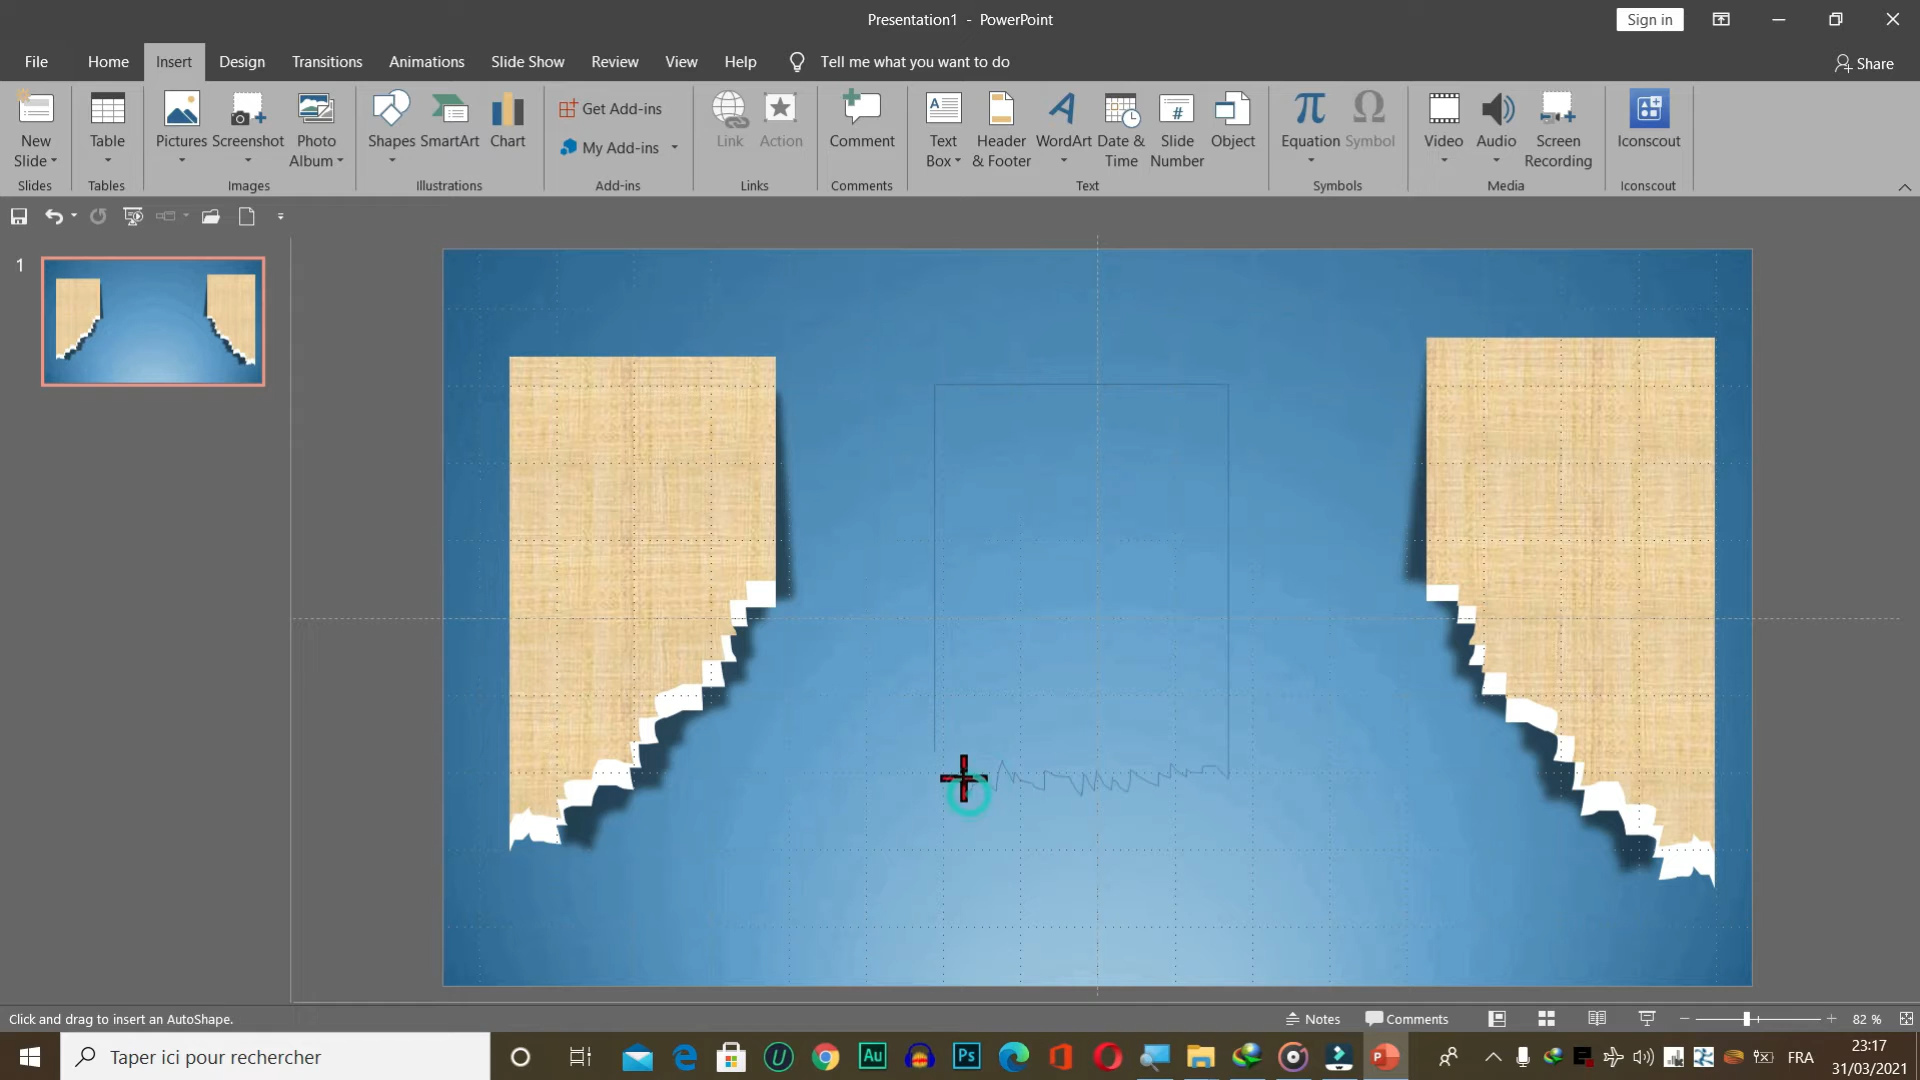 Presentation1 - PowerPoint
Sign in
File Home Insert Design Transitions Animations Slide Show Review View Help Tell me what you want to do
Share
New Slide
Table
Pictures
Screenshot
Photo Album
Shapes
SmartArt
Chart
Get Add-ins
My Add-ins
Link
Action
Comment
Text Box
Header & Footer
WordArt
Date & Time
Slide Number
Object
Equation
Symbol
Video
Audio
Screen Recording
Iconscout
Slides Tables Images Illustrations Add-ins Links Comments Text Symbols Media Iconscout
1
Click and drag to insert an AutoShape.
Notes Comments 82 %
Taper ici pour rechercher
Au
Ps
FRA
23:17
31/03/2021